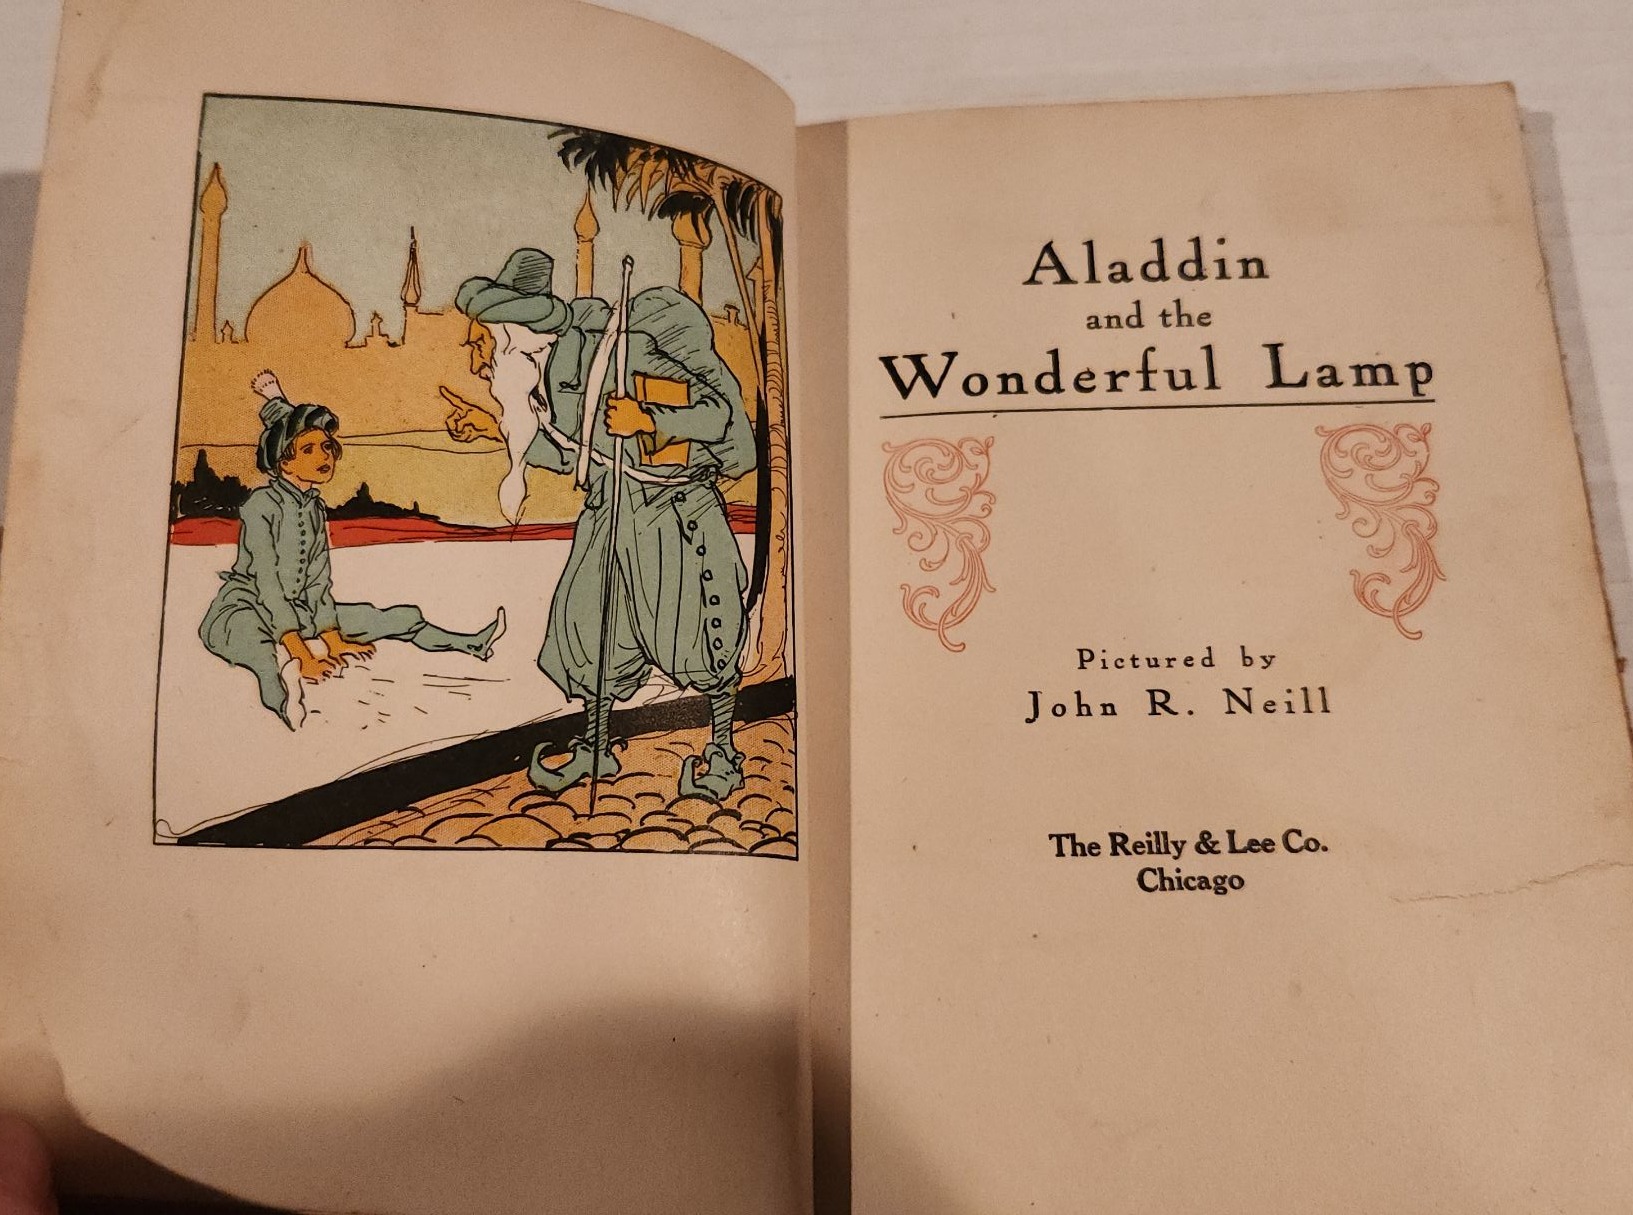 Aladdin
and the
Wonderful Lamp
Pictured by
John R. Neill
The Reilly & Lee Co.
Chicago